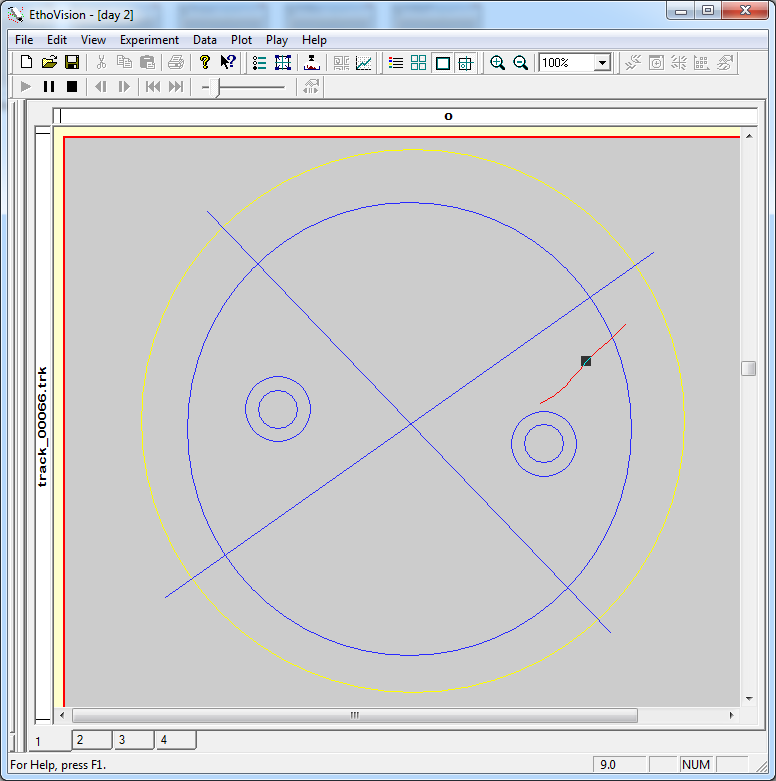 EthoVision - [day 2]
File Edit View Experiment Data Plot Play Help
100%
o
track_00066.trk
1 2 3 4
For Help, press F1. 9.0 NUM